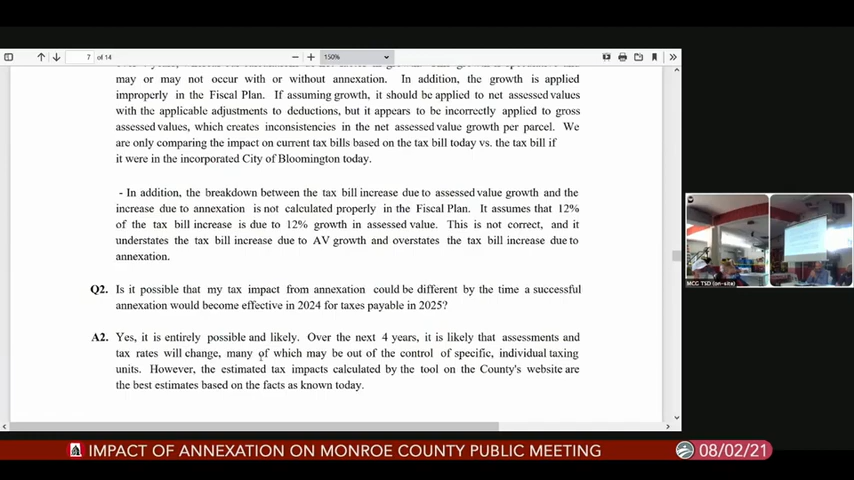 7 of 14
150%
may or may not occur with or without annexation. In addition, the growth is applied
improperly in the Fiscal Plan. If assuming growth, it should be applied to net assessed values
with the applicable adjustments to deductions, but it appears to be incorrectly applied to gross
assessed values, which creates inconsistencies in the net assessed value growth per parcel. We
are only comparing the impact on current tax bills based on the tax bill today vs. the tax bill if
it were in the incorporated City of Bloomington today.
- In addition, the breakdown between the tax bill increase due to assessed value growth and the
increase due to annexation is not calculated properly in the Fiscal Plan. It assumes that 12%
of the tax bill increase is due to 12% growth in assessed value. This is not correct, and it
understates the tax bill increase due to AV growth and overstates the tax bill increase due to
annexation.
Q2. Is it possible that my tax impact from annexation could be different by the time a successful
annexation would become effective in 2024 for taxes payable in 2025?
A2. Yes, it is entirely possible and likely. Over the next 4 years, it is likely that assessments and
tax rates will change, many of which may be out of the control of specific, individual taxing
units. However, the estimated tax impacts calculated by the tool on the County's website are
the best estimates based on the facts as known today.
MCG TSD (on-site)
IMPACT OF ANNEXATION ON MONROE COUNTY PUBLIC MEETING
08/02/21